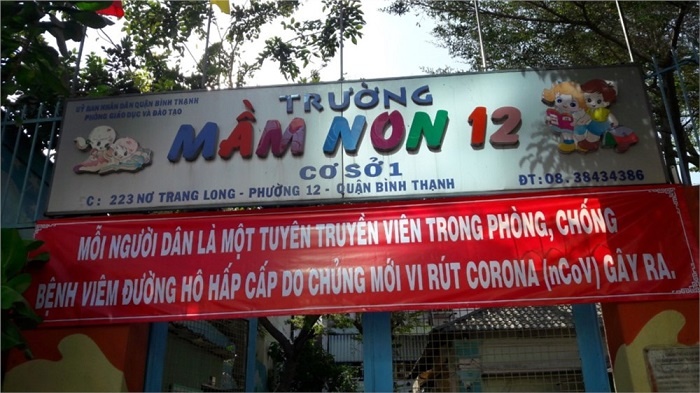 ỦY BAN NHÂN DÂN QUẬN BÌNH THẠNH
PHÒNG GIÁO DỤC VÀ ĐÀO TẠO
TRƯỜNG
MẦM NON 12
CƠ SỞ 1
C: 223 NƠ TRANG LONG - PHƯỜNG 12 - QUẬN BÌNH THẠNH
ĐT: 08. 38434386
MỖI NGƯỜI DÂN LÀ MỘT TUYÊN TRUYỀN VIÊN TRONG PHÒNG, CHỐNG
BỆNH VIÊM ĐƯỜNG HÔ HẤP CẤP DO CHỦNG MỚI VI RÚT CORONA (nCoV) GÂY RA.